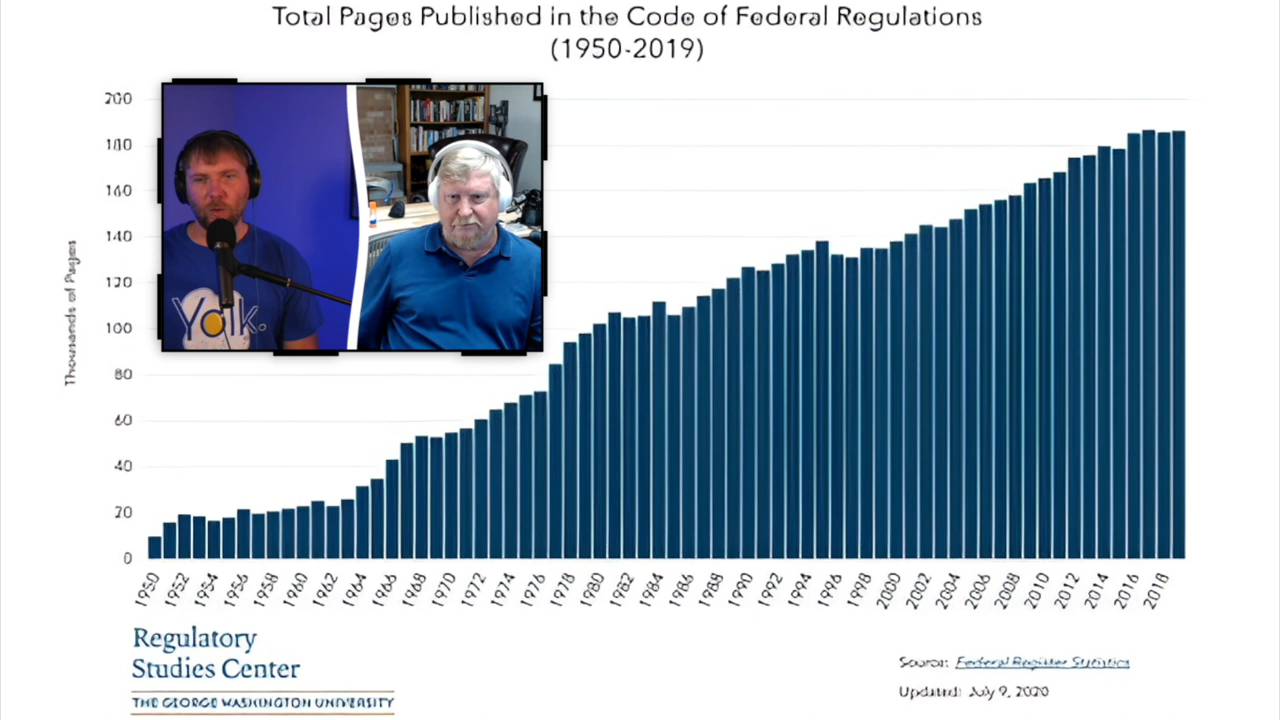 Total Pages Published in the Code of Federal Regulations
(1950-2019)
200
180
160
140
120
100
80
60
40
20
0
Thousands of Pages
Yolk.
1950 1952 1954 1956 1958 1960 1962 1964 1966 1968 1970 1972 1974 1976 1978 1980 1982 1984 1986 1988 1990 1992 1994 1996 1998 2000 2002 2004 2006 2008 2010 2012 2014 2016 2018
Regulatory
Studies Center
THE GEORGE WASHINGTON UNIVERSITY
Source: Federal Register Statistics
Updated: July 9, 2020